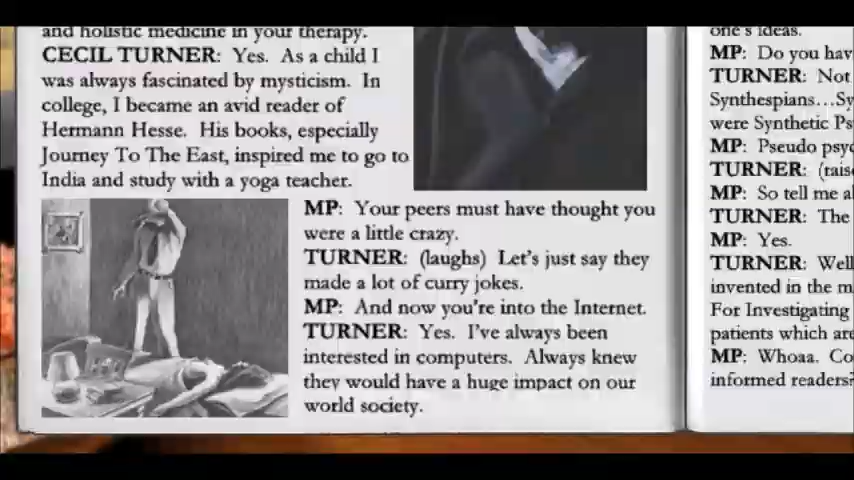 and holistic medicine in your therapy.
CECIL TURNER: Yes. As a child I
was always fascinated by mysticism. In
college, I became an avid reader of
Hermann Hesse. His books, especially
Journey To The East, inspired me to go to
India and study with a yoga teacher.
MP: Your peers must have thought you
were a little crazy.
TURNER: (laughs) Let's just say they
made a lot of curry jokes.
MP: And now you're into the Internet.
TURNER: Yes. I've always been
interested in computers. Always knew
they would have a huge impact on our
world society.
one's ideas.
MP: Do you hav
TURNER: Not
Synthespians...Sy
were Synthetic Ps
MP: Pseudo psyc
TURNER: (raise
MP: So tell me al
TURNER: The
MP: Yes.
TURNER: Well
invented in the m
For Investigating
patients which are
MP: Whoaa. Co
informed readers?